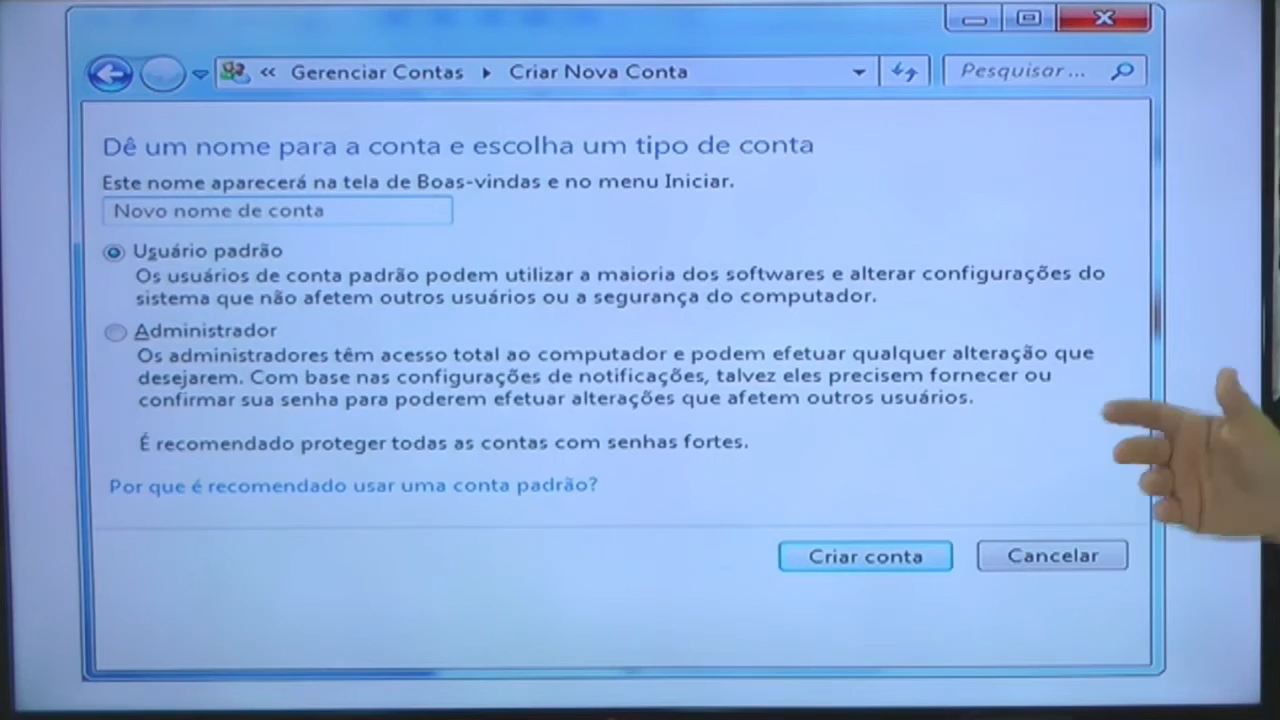 « Gerenciar Contas ▸ Criar Nova Conta
Pesquisar ...
Dê um nome para a conta e escolha um tipo de conta
Este nome aparecerá na tela de Boas-vindas e no menu Iniciar.
Novo nome de conta
Usuário padrão
Os usuários de conta padrão podem utilizar a maioria dos softwares e alterar configurações do
sistema que não afetem outros usuários ou a segurança do computador.
Administrador
Os administradores têm acesso total ao computador e podem efetuar qualquer alteração que
desejarem. Com base nas configurações de notificações, talvez eles precisem fornecer ou
confirmar sua senha para poderem efetuar alterações que afetem outros usuários.
É recomendado proteger todas as contas com senhas fortes.
Por que é recomendado usar uma conta padrão?
Criar conta
Cancelar